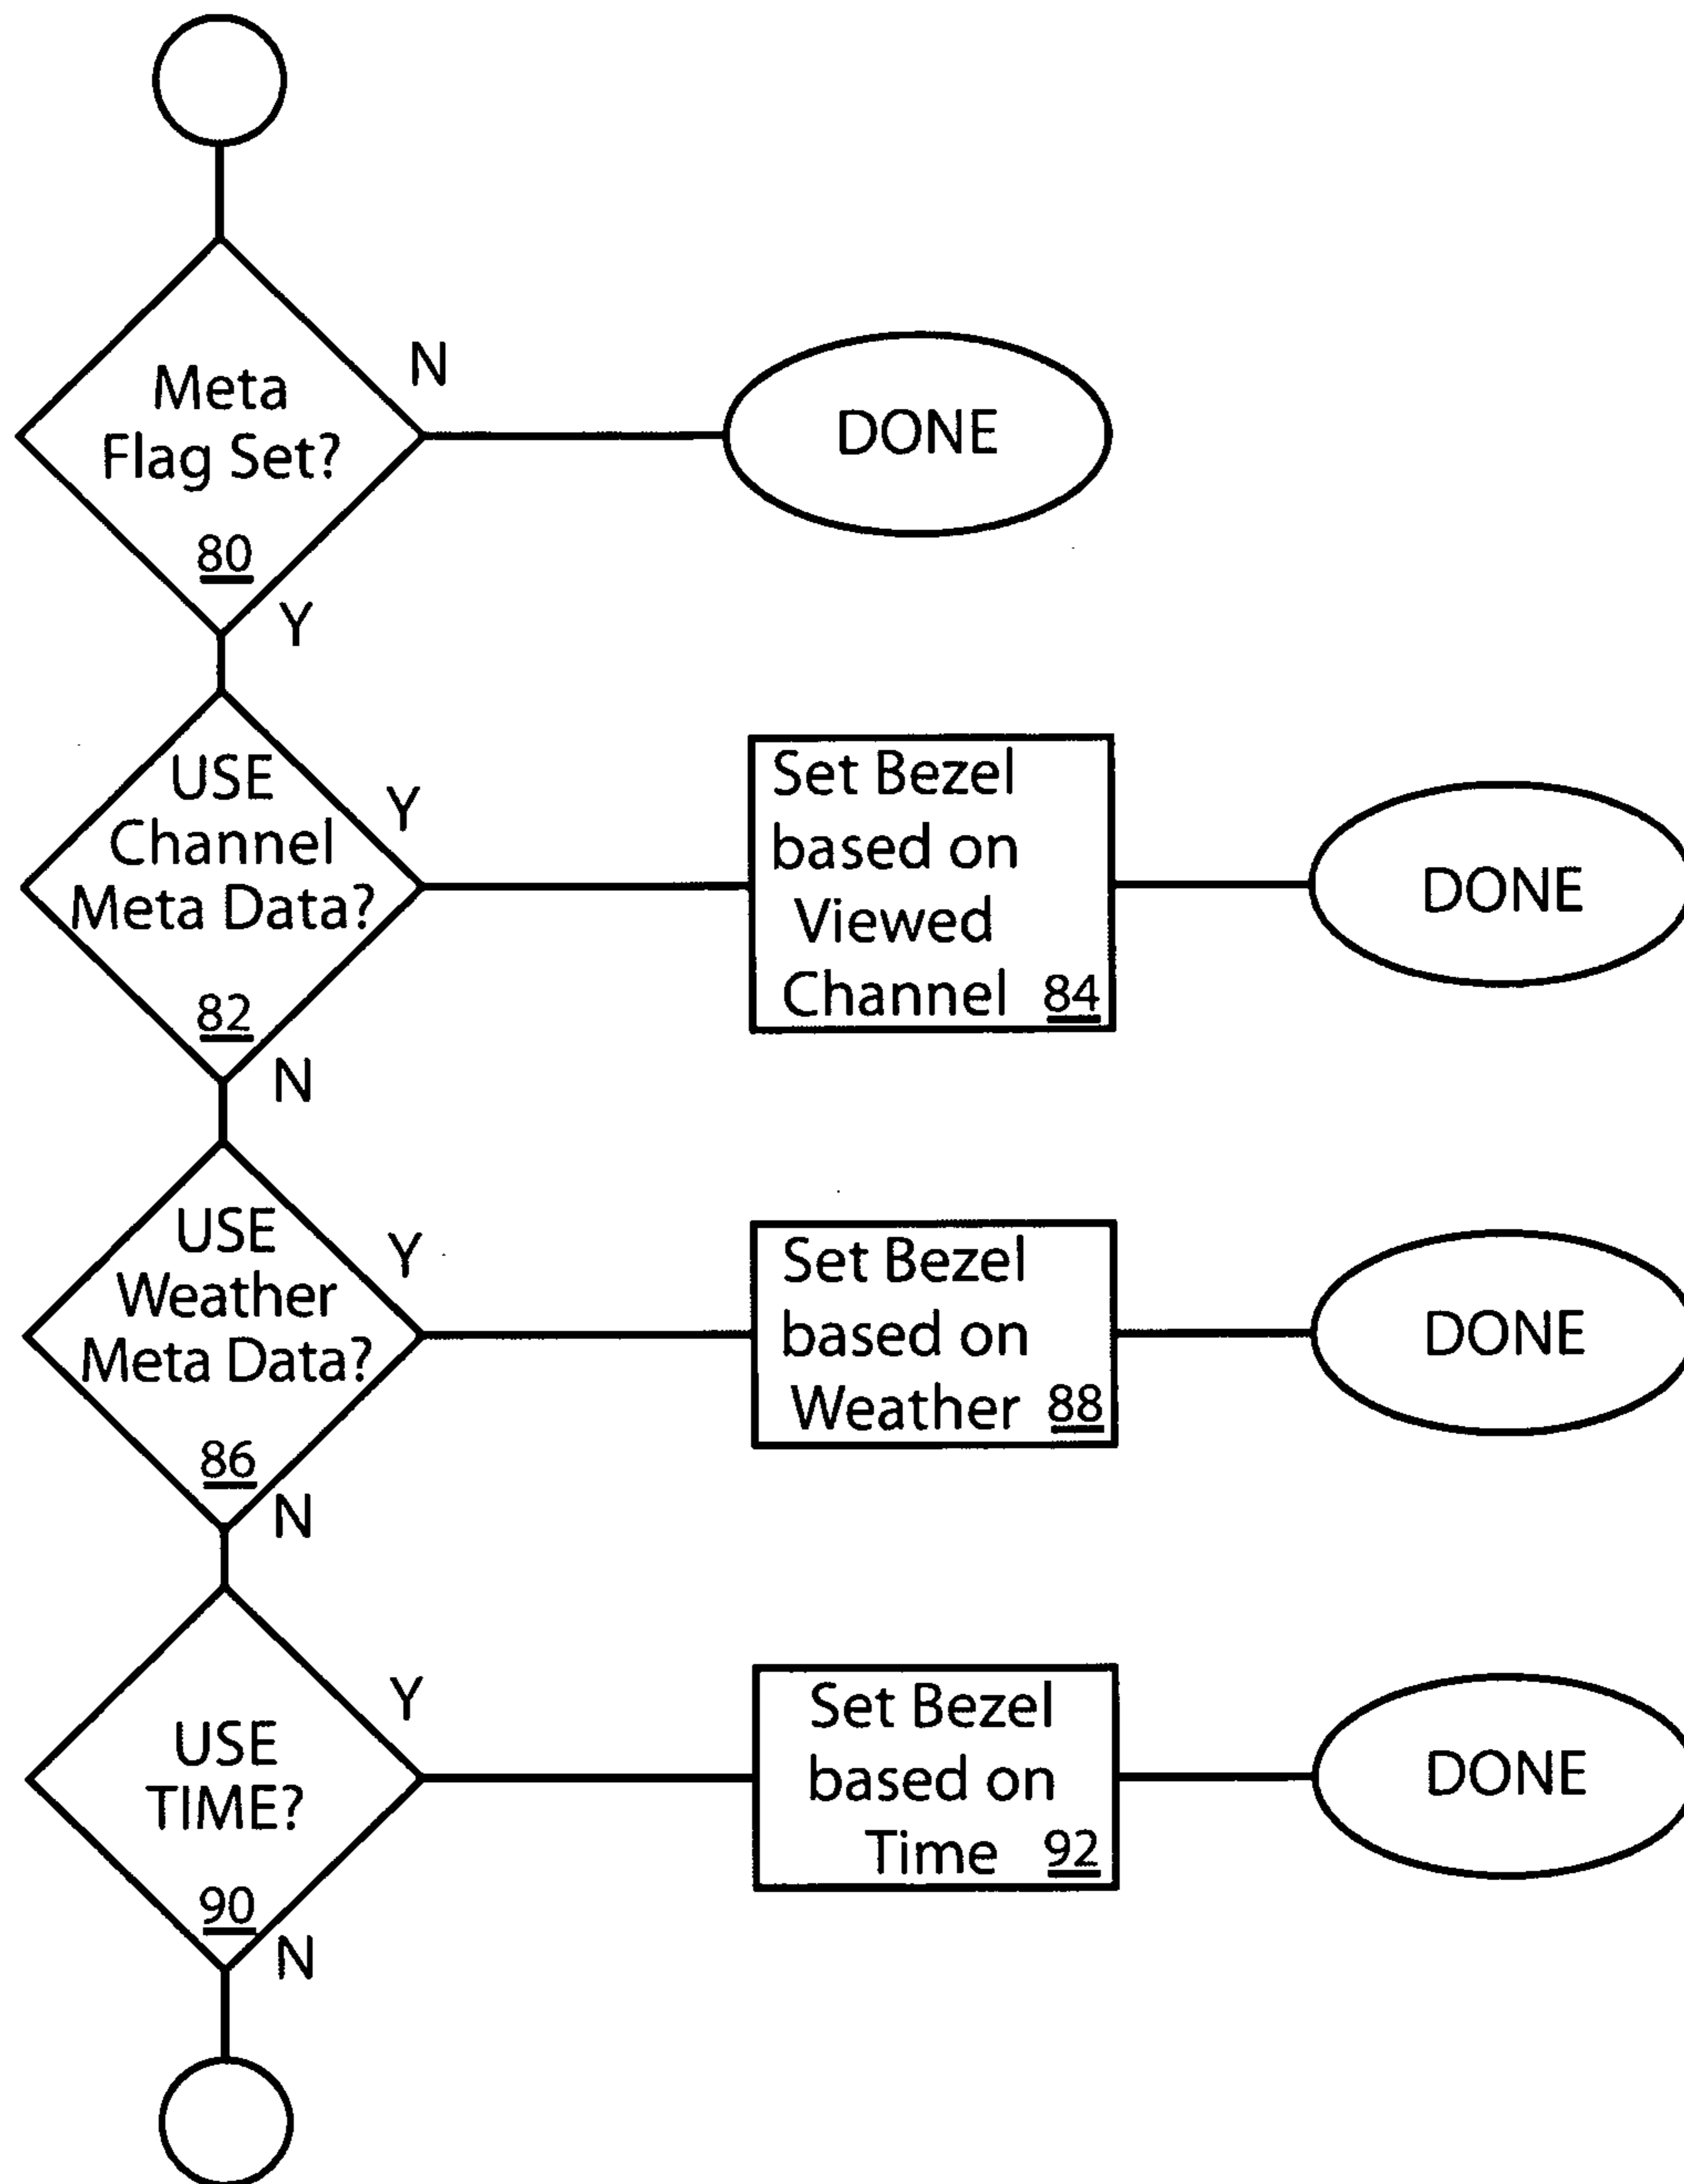 Meta
Flag Set?
80
N
DONE
Y
USE
Channel
Meta Data?
82
Y
Set Bezel
based on
Viewed
Channel 84
DONE
N
USE
Weather
Meta Data?
86
Y
Set Bezel
based on
Weather 88
DONE
N
USE
TIME?
90
Y
Set Bezel
based on
Time 92
DONE
N